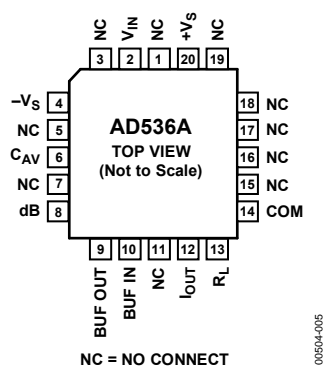 NC
VIN
NC
+VS
NC
3
2
1
20
19
–VS 4
NC 5
CAV 6
NC 7
dB 8
AD536A
TOP VIEW
(Not to Scale)
18 NC
17 NC
16 NC
15 NC
14 COM
9
10
11
12
13
BUF OUT
BUF IN
NC
IOUT
RL
NC = NO CONNECT
00504-005